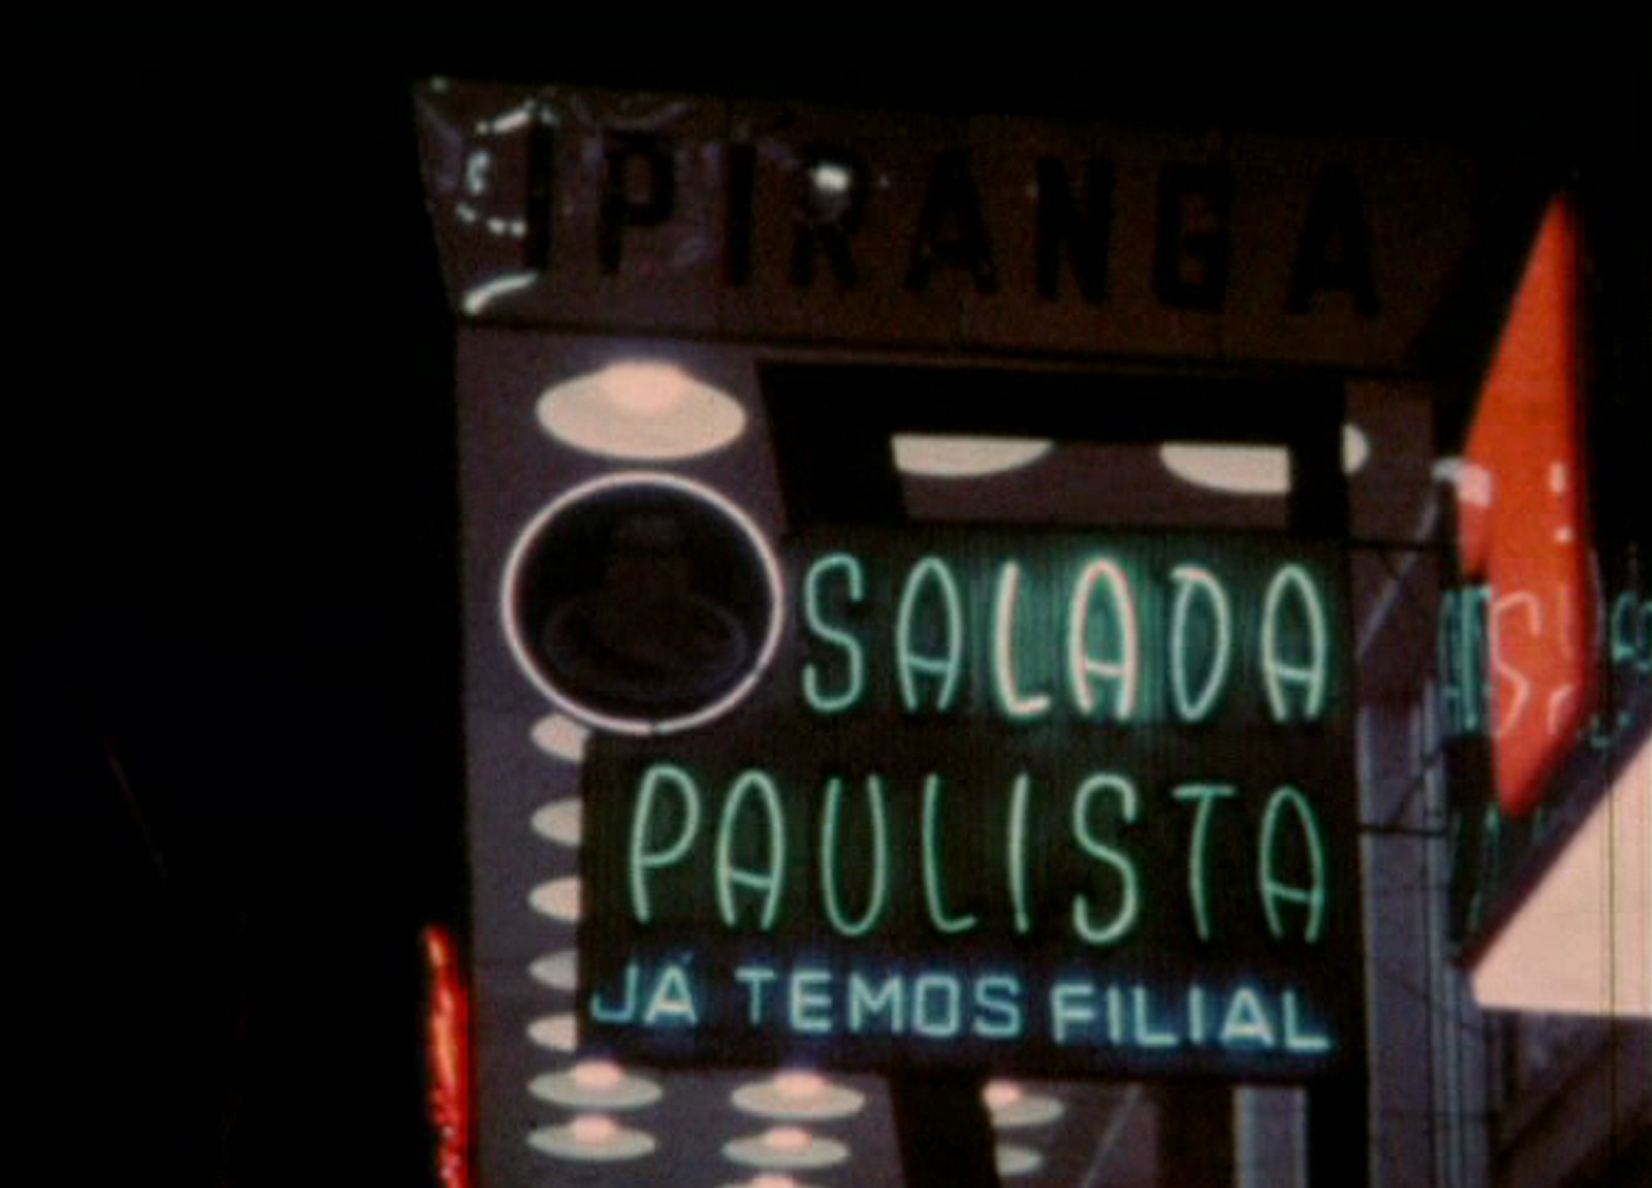 IPIRANGA
SALADA
PAULISTA
JÁ TEMOS FILIAL